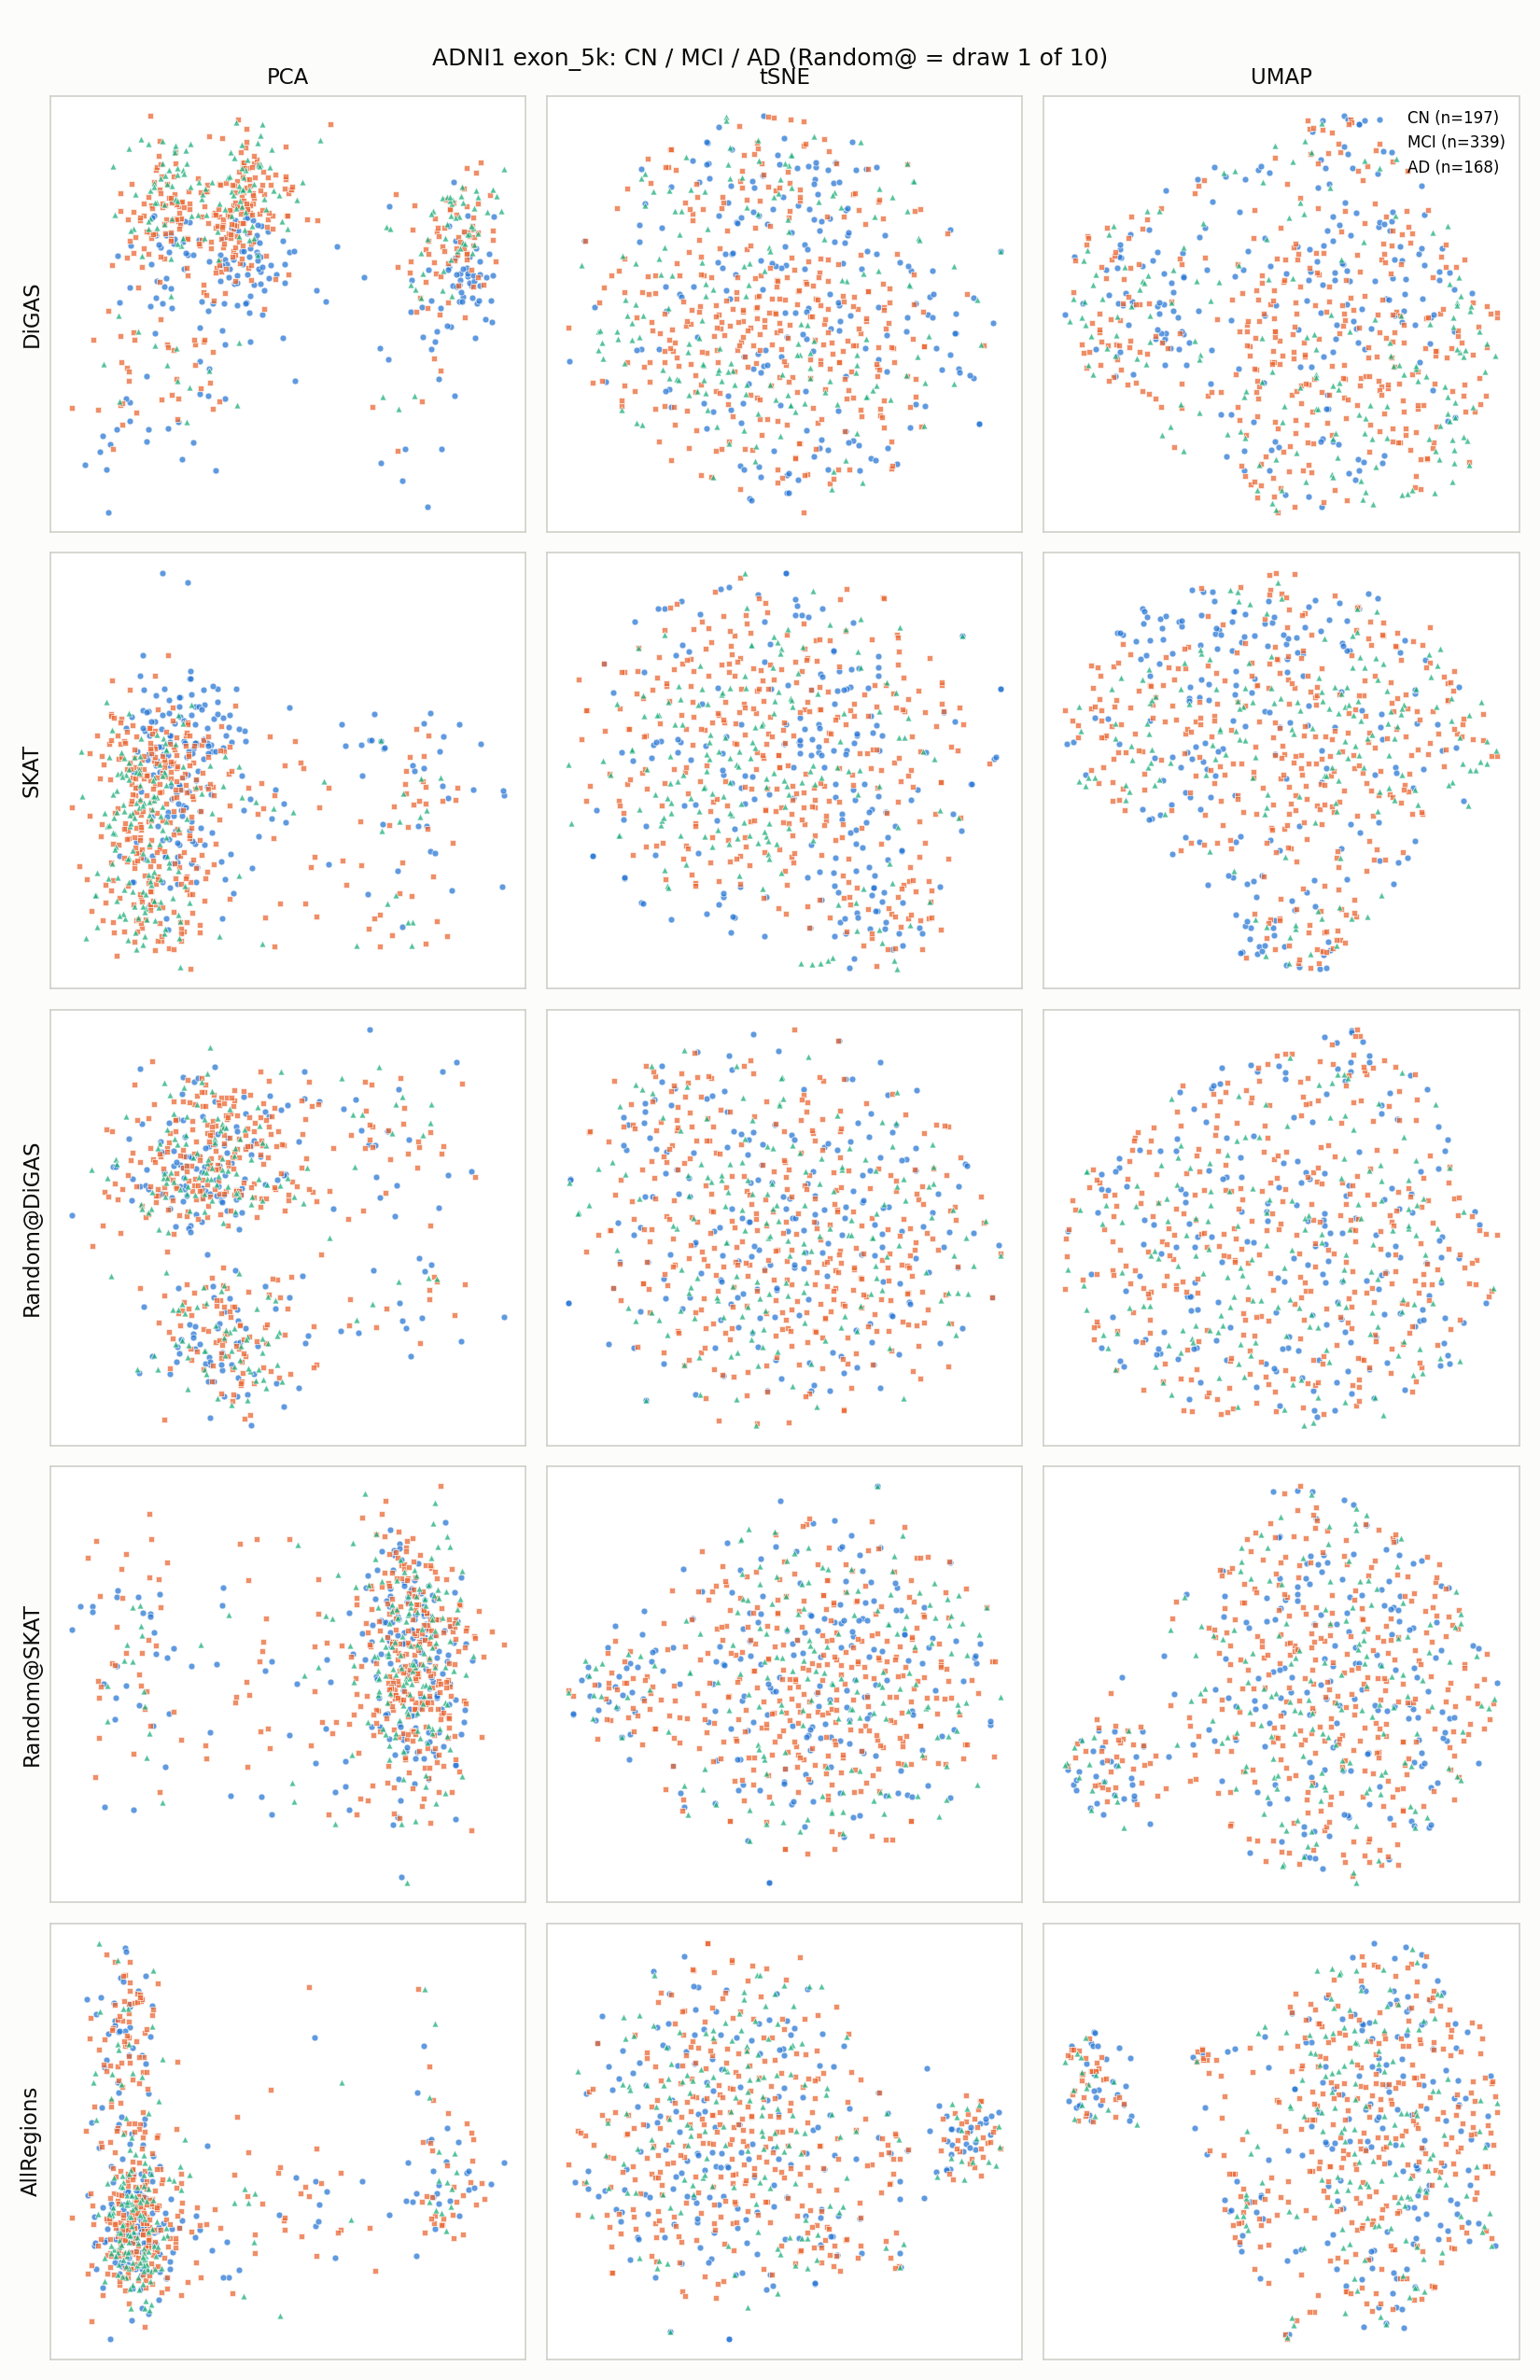 ADNI1 exon_5k: CN / MCI / AD (Random@ = draw 1 of 10)
PCA
tSNE
UMAP
CN (n=197)
MCI (n=339)
AD (n=168)
DiGAS
SKAT
Random@DiGAS
Random@SKAT
AllRegions